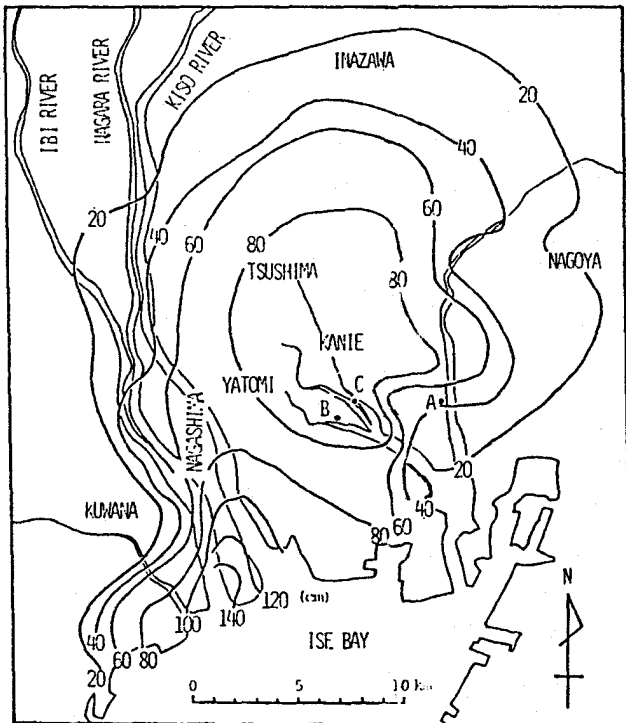 IBI RIVER
NAGARA RIVER
KISO RIVER
INAZAWA
20
40
60
20
40
60
80
80
NAGOYA
TSUSHIMA
KANIE
YATOMI
C
B
A
NAGASHIMA
20
40
60
80
KUWANA
120 (cm)
100
140
40
60
80
20
ISE BAY
N
0 5 10 km